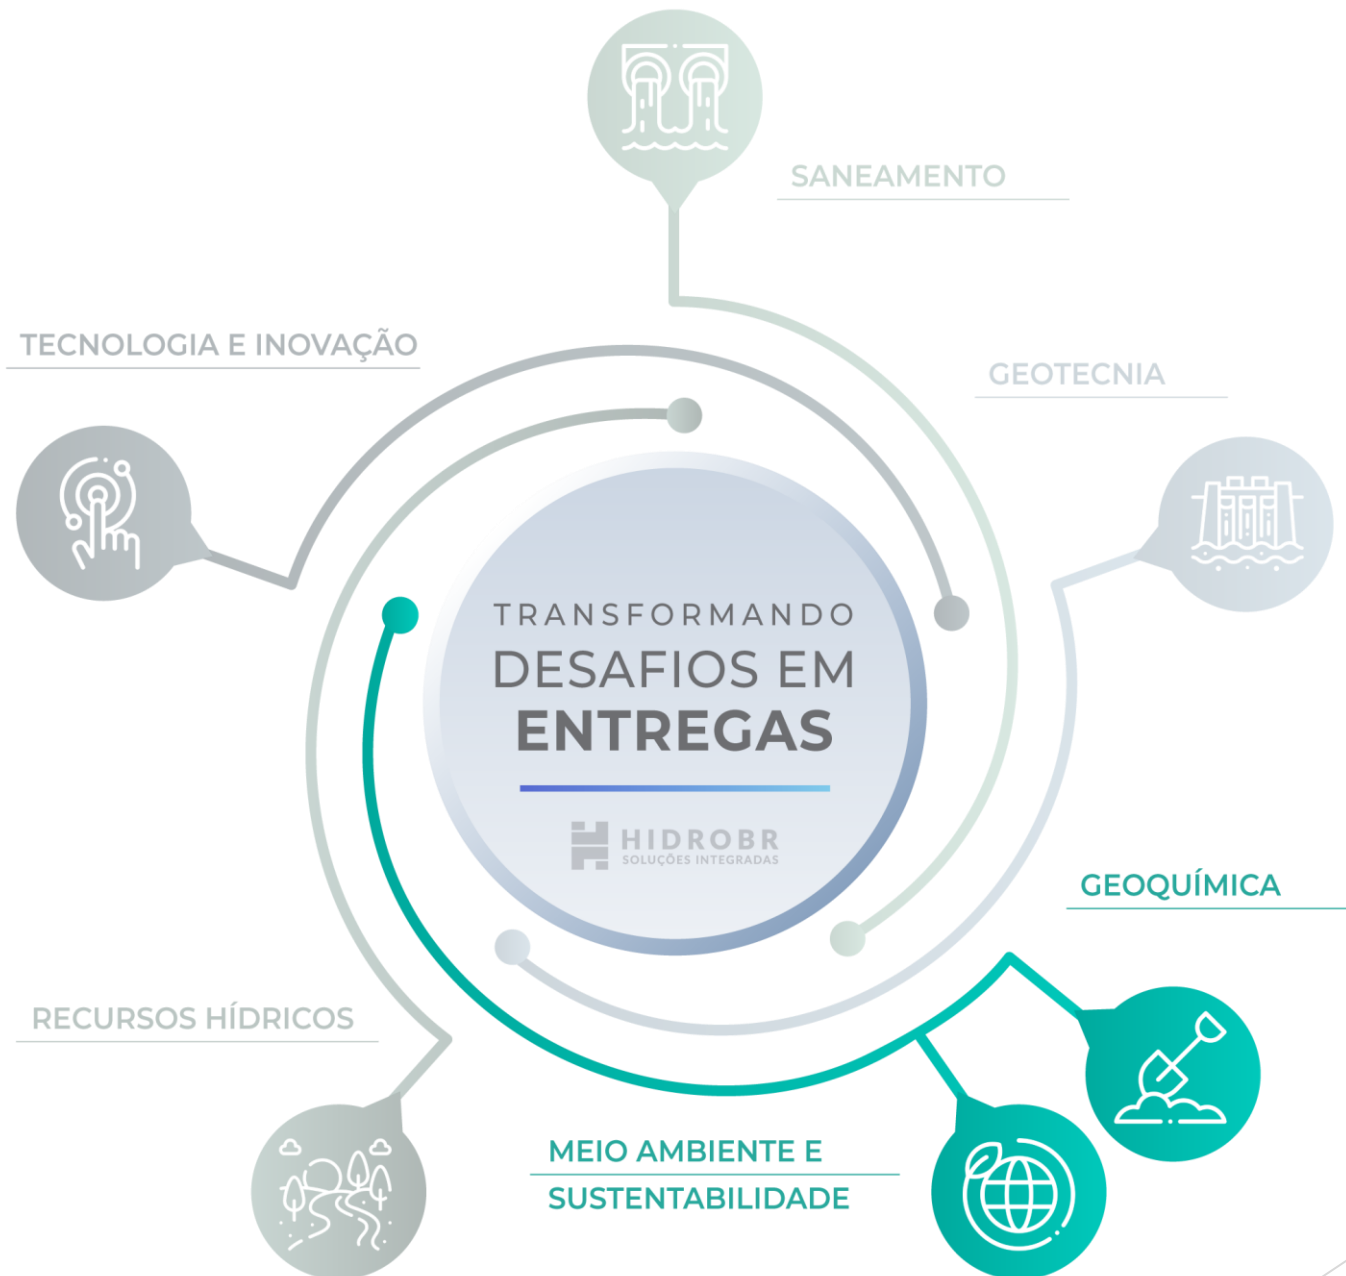 SANEAMENTO
TECNOLOGIA E INOVAÇÃO
GEOTECNIA
TRANSFORMANDO
DESAFIOS EM
ENTREGAS
HIDROBR
SOLUÇÕES INTEGRADAS
GEOQUÍMICA
RECURSOS HÍDRICOS
MEIO AMBIENTE E
SUSTENTABILIDADE